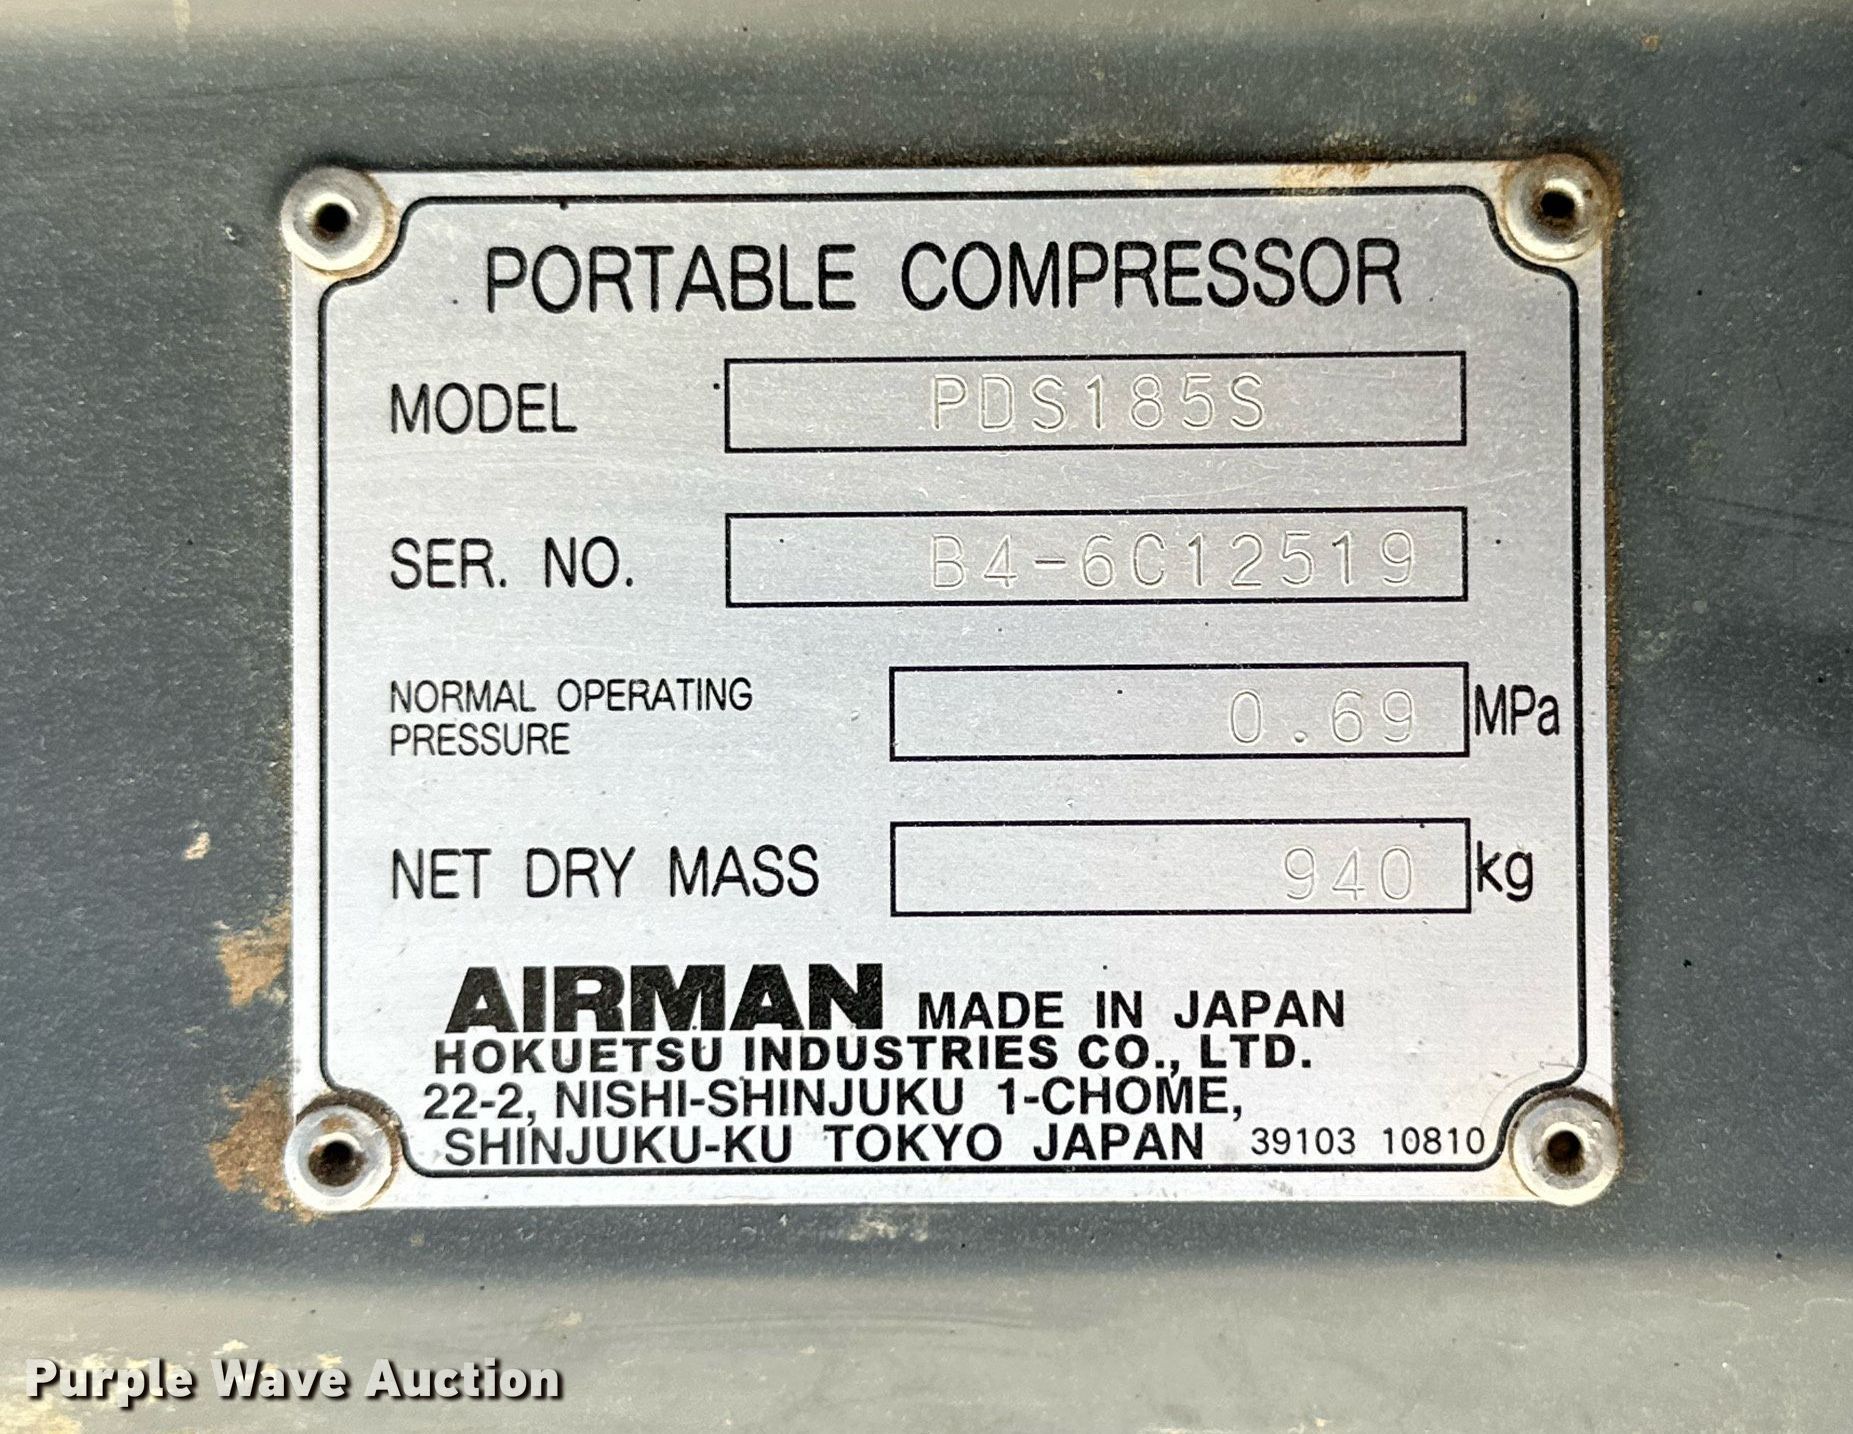 PORTABLE COMPRESSOR
MODEL PDS185S
SER. NO. B4-6C12519
NORMAL OPERATING
PRESSURE 0.69 MPa
NET DRY MASS 940 kg
AIRMAN MADE IN JAPAN
HOKUETSU INDUSTRIES CO., LTD.
22-2, NISHI-SHINJUKU 1-CHOME,
SHINJUKU-KU TOKYO JAPAN 39103 10810
Purple Wave Auction